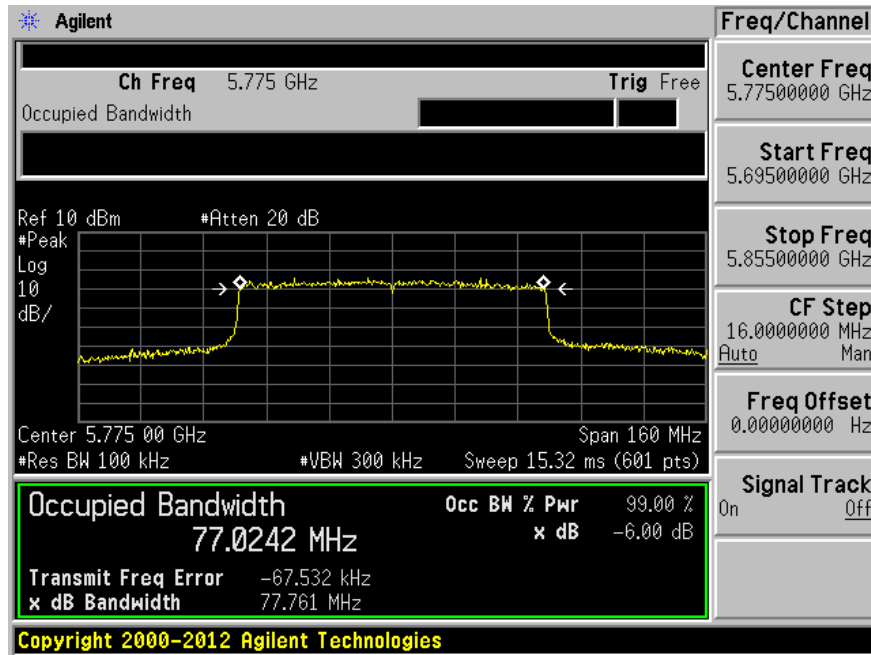 Agilent
Freq/Channel
Ch Freq 5.775 GHz Trig Free
Occupied Bandwidth
Center Freq
5.77500000 GHz
Start Freq
5.69500000 GHz
Stop Freq
5.85500000 GHz
CF Step
16.0000000 MHz
Auto Man
Freq Offset
0.00000000 Hz
Signal Track
On Off
Ref 10 dBm #Atten 20 dB
#Peak
Log
10
dB/
Center 5.775 00 GHz Span 160 MHz
#Res BW 100 kHz #VBW 300 kHz Sweep 15.32 ms (601 pts)
Occupied Bandwidth Occ BW % Pwr 99.00 %
77.0242 MHz x dB -6.00 dB
Transmit Freq Error -67.532 kHz
x dB Bandwidth 77.761 MHz
Copyright 2000-2012 Agilent Technologies